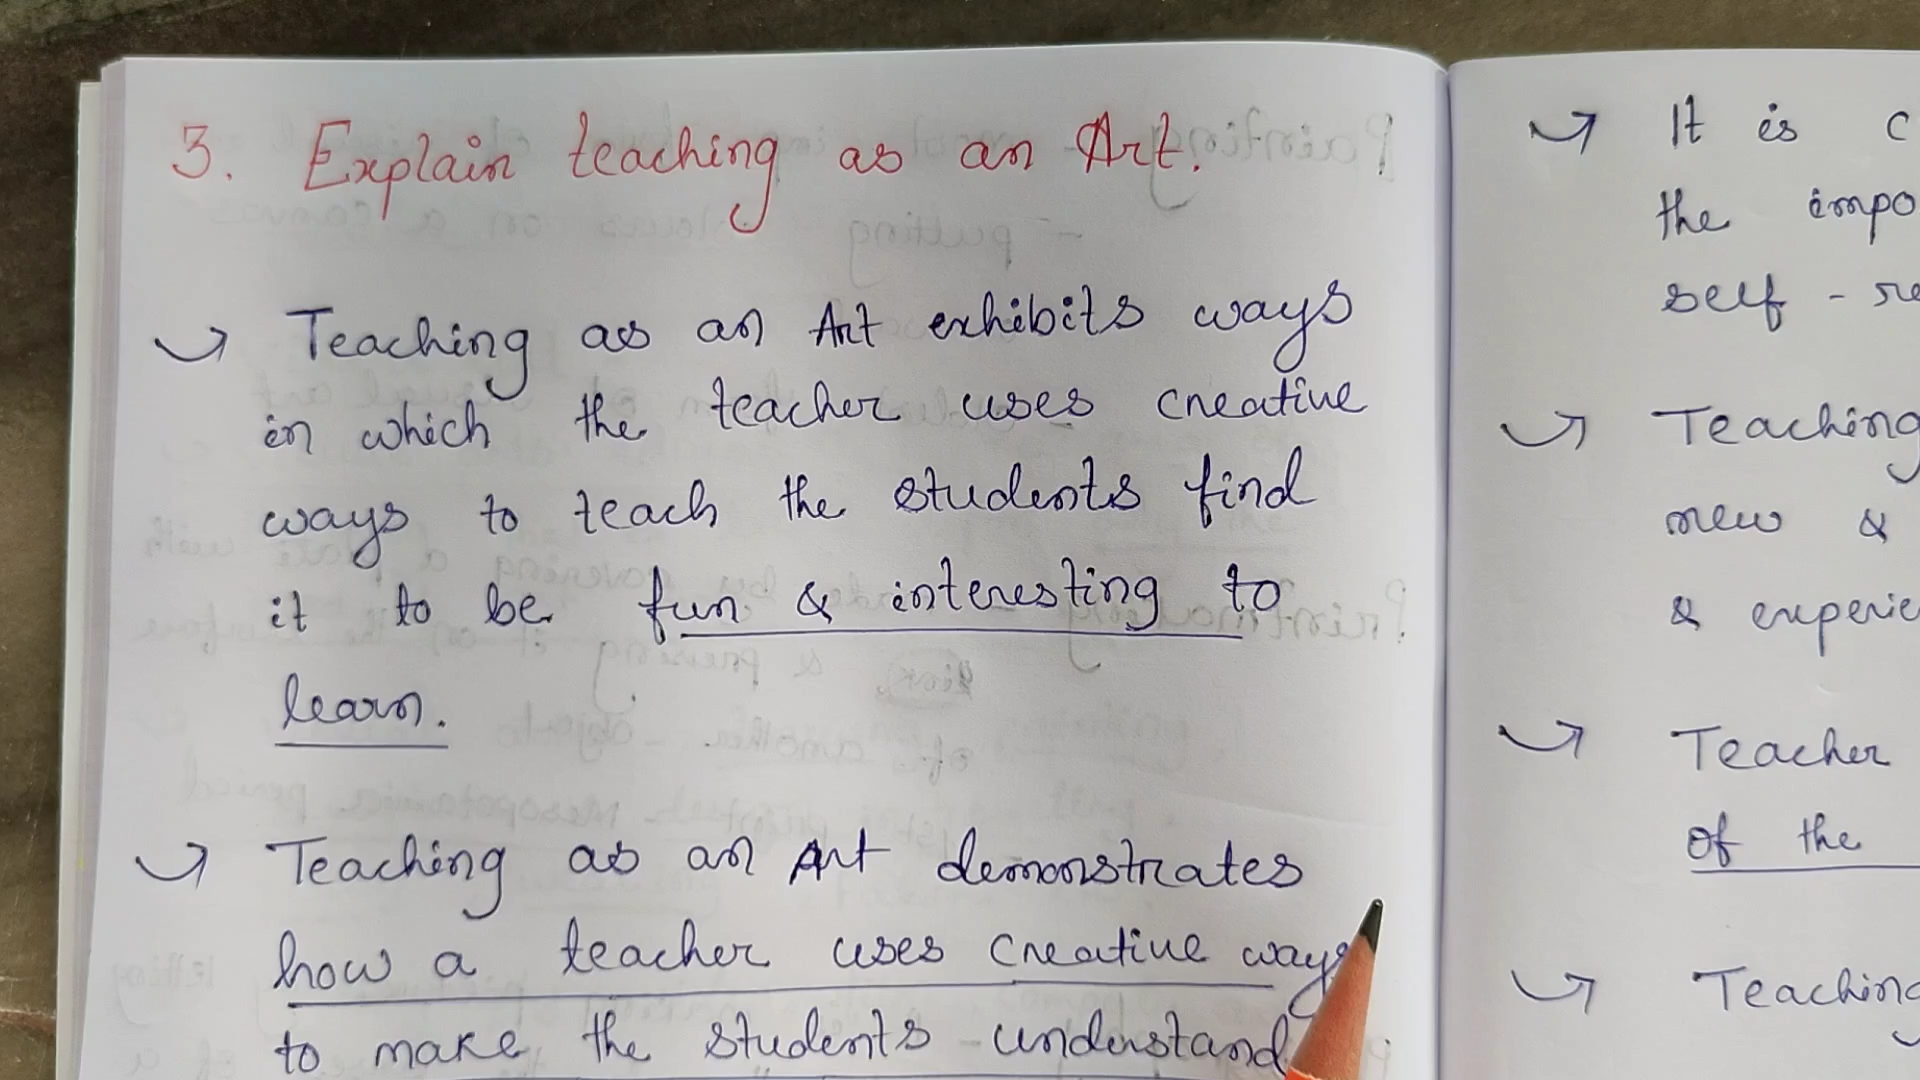 3. Explain teaching as an Art.
→ Teaching as an Art exhibits ways
in which the teacher uses creative
ways to teach the students find
it to be fun & interesting to
learn.
→ Teaching as an Art demonstrates
how a teacher uses creative ways
to make the students understand
→ It is
the
self -
→ Teaching
new &
&
→ Teacher
of the
→ Teaching